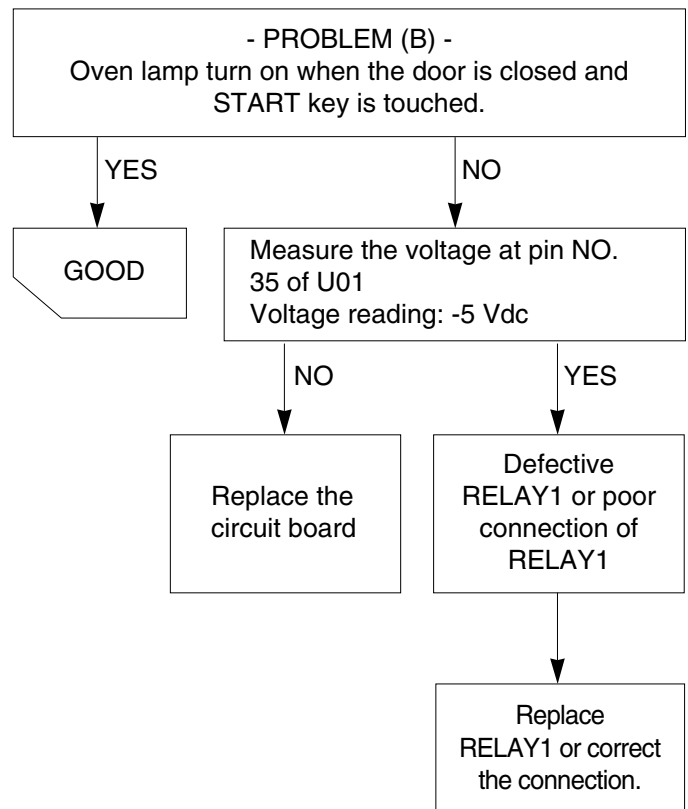 - PROBLEM (B) -
Oven lamp turn on when the door is closed and
START key is touched.
YES
NO
GOOD
Measure the voltage at pin NO.
35 of U01
Voltage reading: -5 Vdc
NO
YES
Replace the
circuit board
Defective
RELAY1 or poor
connection of
RELAY1
Replace
RELAY1 or correct
the connection.